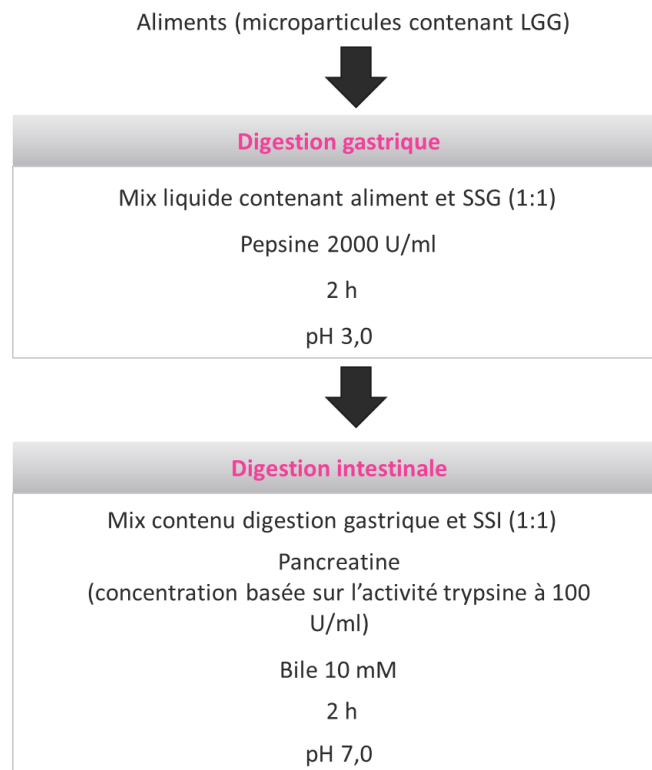 Aliments (microparticules contenant LGG)
Digestion gastrique
Mix liquide contenant aliment et SSG (1:1)
Pepsine 2000 U/ml
2 h
pH 3,0
Digestion intestinale
Mix contenu digestion gastrique et SSI (1:1)
Pancreatine
(concentration basée sur l'activité trypsine à 100
U/ml)
Bile 10 mM
2 h
pH 7,0